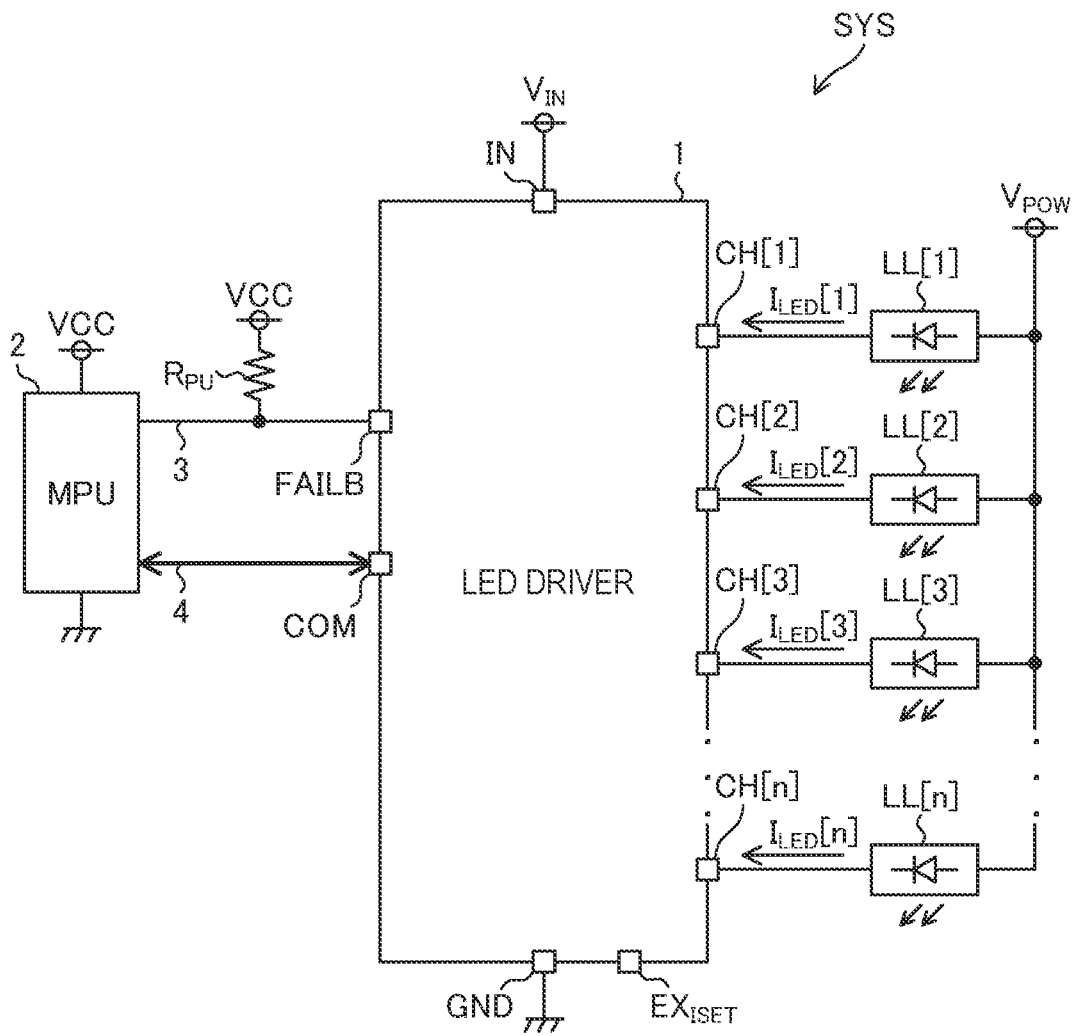 SYS
V_IN
IN
1
V_POW
CH[1]
LL[1]
I_LED[1]
VCC
VCC
2
R_PU
CH[2]
LL[2]
I_LED[2]
3
FAILB
MPU
LED DRIVER
CH[3]
LL[3]
I_LED[3]
4
COM
CH[n]
LL[n]
I_LED[n]
GND
EX_ISET